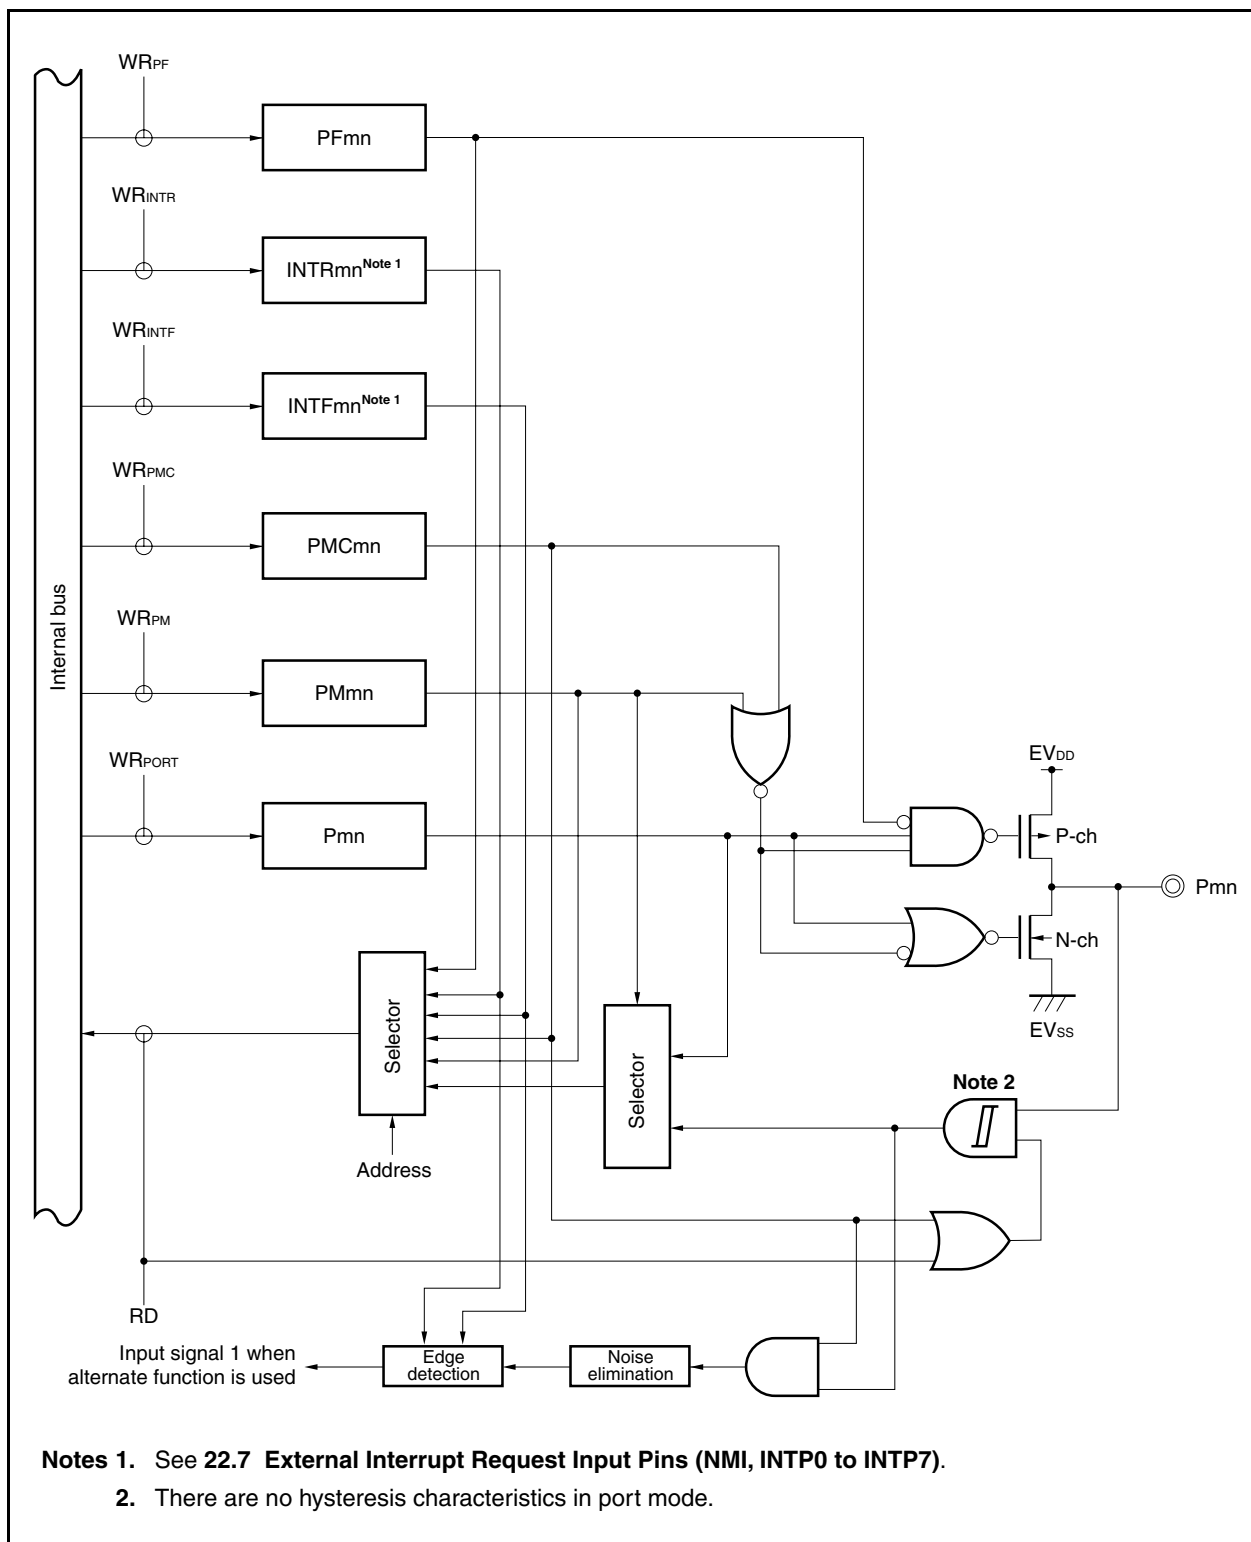 WRPF
PFmn
WRINTR
INTRmnNote 1
WRINTF
INTFmnNote 1
WRPMC
PMCmn
Internal bus
WRPM
PMmn
WRPORT
Pmn
EVDD
P-ch
Pmn
N-ch
EVSS
Selector
Selector
Note 2
Address
RD
Input signal 1 when
alternate function is used
Edge
detection
Noise
elimination
Notes 1. See 22.7 External Interrupt Request Input Pins (NMI, INTP0 to INTP7).
2. There are no hysteresis characteristics in port mode.